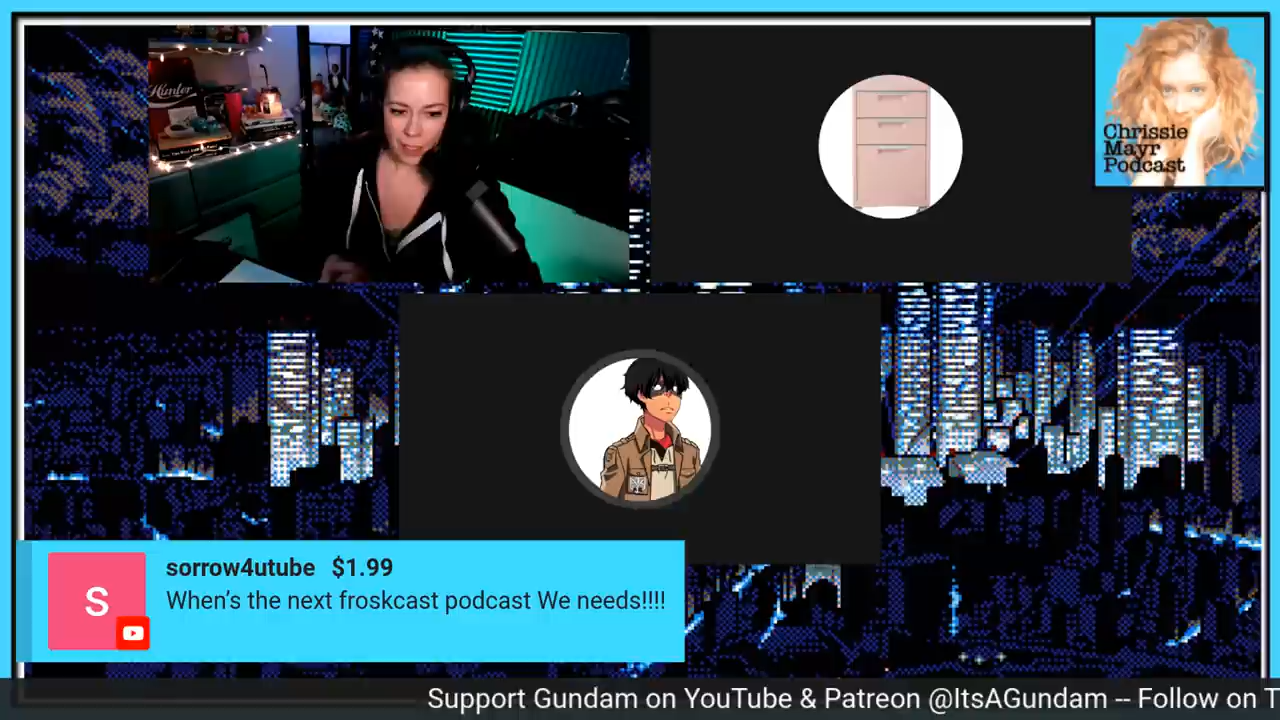 Chrissie
Mayr
Podcast
S
sorrow4utube $1.99
When's the next froskcast podcast We needs!!!!
Support Gundam on YouTube & Patreon @ItsAGundam -- Follow on T